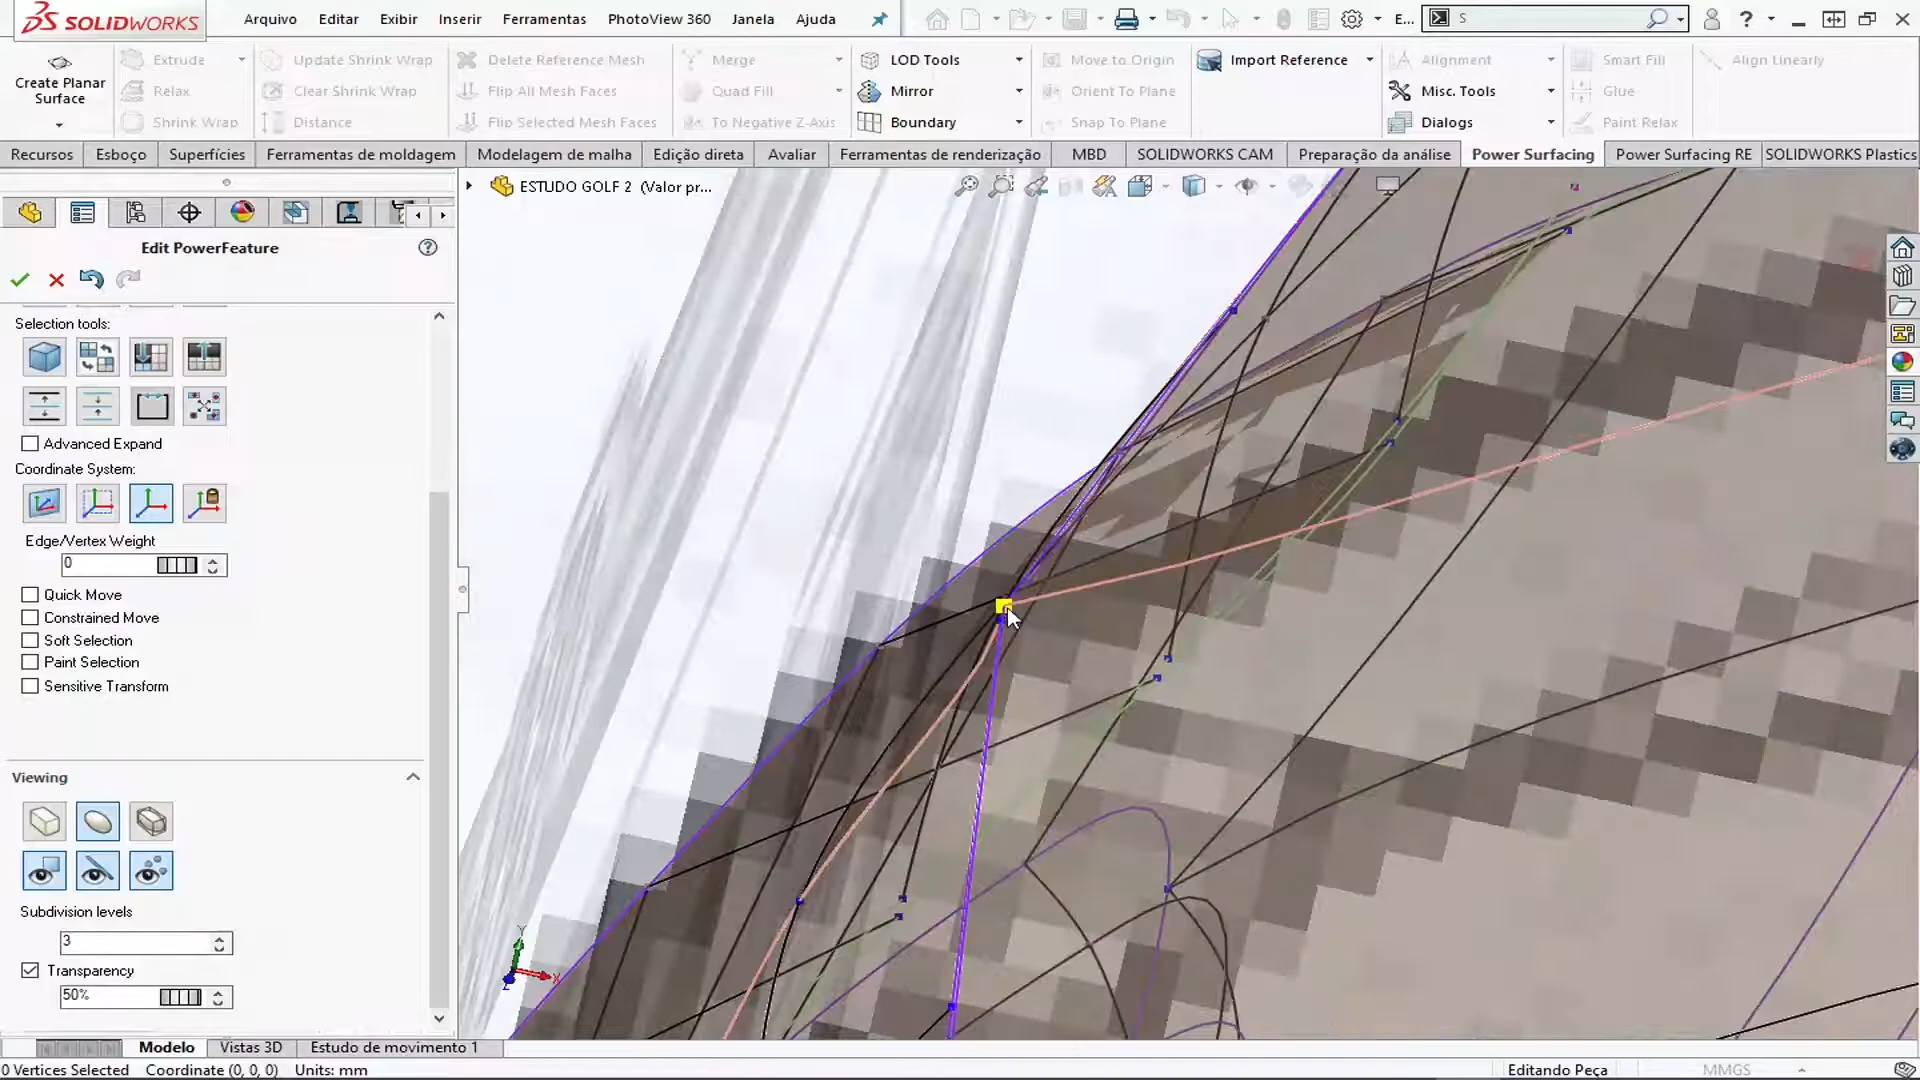 SOLIDWORKS Arquivo Editar Exibir Inserir Ferramentas PhotoView 360 Janela Ajuda E... S ?
Create Planar Surface
Extrude
Relax
Shrink Wrap
Update Shrink Wrap
Clear Shrink Wrap
Distance
Delete Reference Mesh
Flip All Mesh Faces
Flip Selected Mesh Faces
Merge
Quad Fill
To Negative Z-Axis
LOD Tools
Mirror
Boundary
Move to Origin
Orient To Plane
Snap To Plane
Import Reference
Alignment
Misc. Tools
Dialogs
Smart Fill
Glue
Paint Relax
Align Linearly
Recursos Esboço Superfícies Ferramentas de moldagem Modelagem de malha Edição direta Avaliar Ferramentas de renderização MBD SOLIDWORKS CAM Preparação da análise Power Surfacing Power Surfacing RE SOLIDWORKS Plastics
ESTUDO GOLF 2 (Valor pr...
Edit PowerFeature
Selection tools:
Advanced Expand
Coordinate System:
Edge/Vertex Weight
0
Quick Move
Constrained Move
Soft Selection
Paint Selection
Sensitive Transform
Viewing
Subdivision levels
3
Transparency
50%
Y
X
Z
Modelo Vistas 3D Estudo de movimento 1
0 Vertices Selected Coordinate (0, 0, 0) Units: mm Editando Peça MMGS